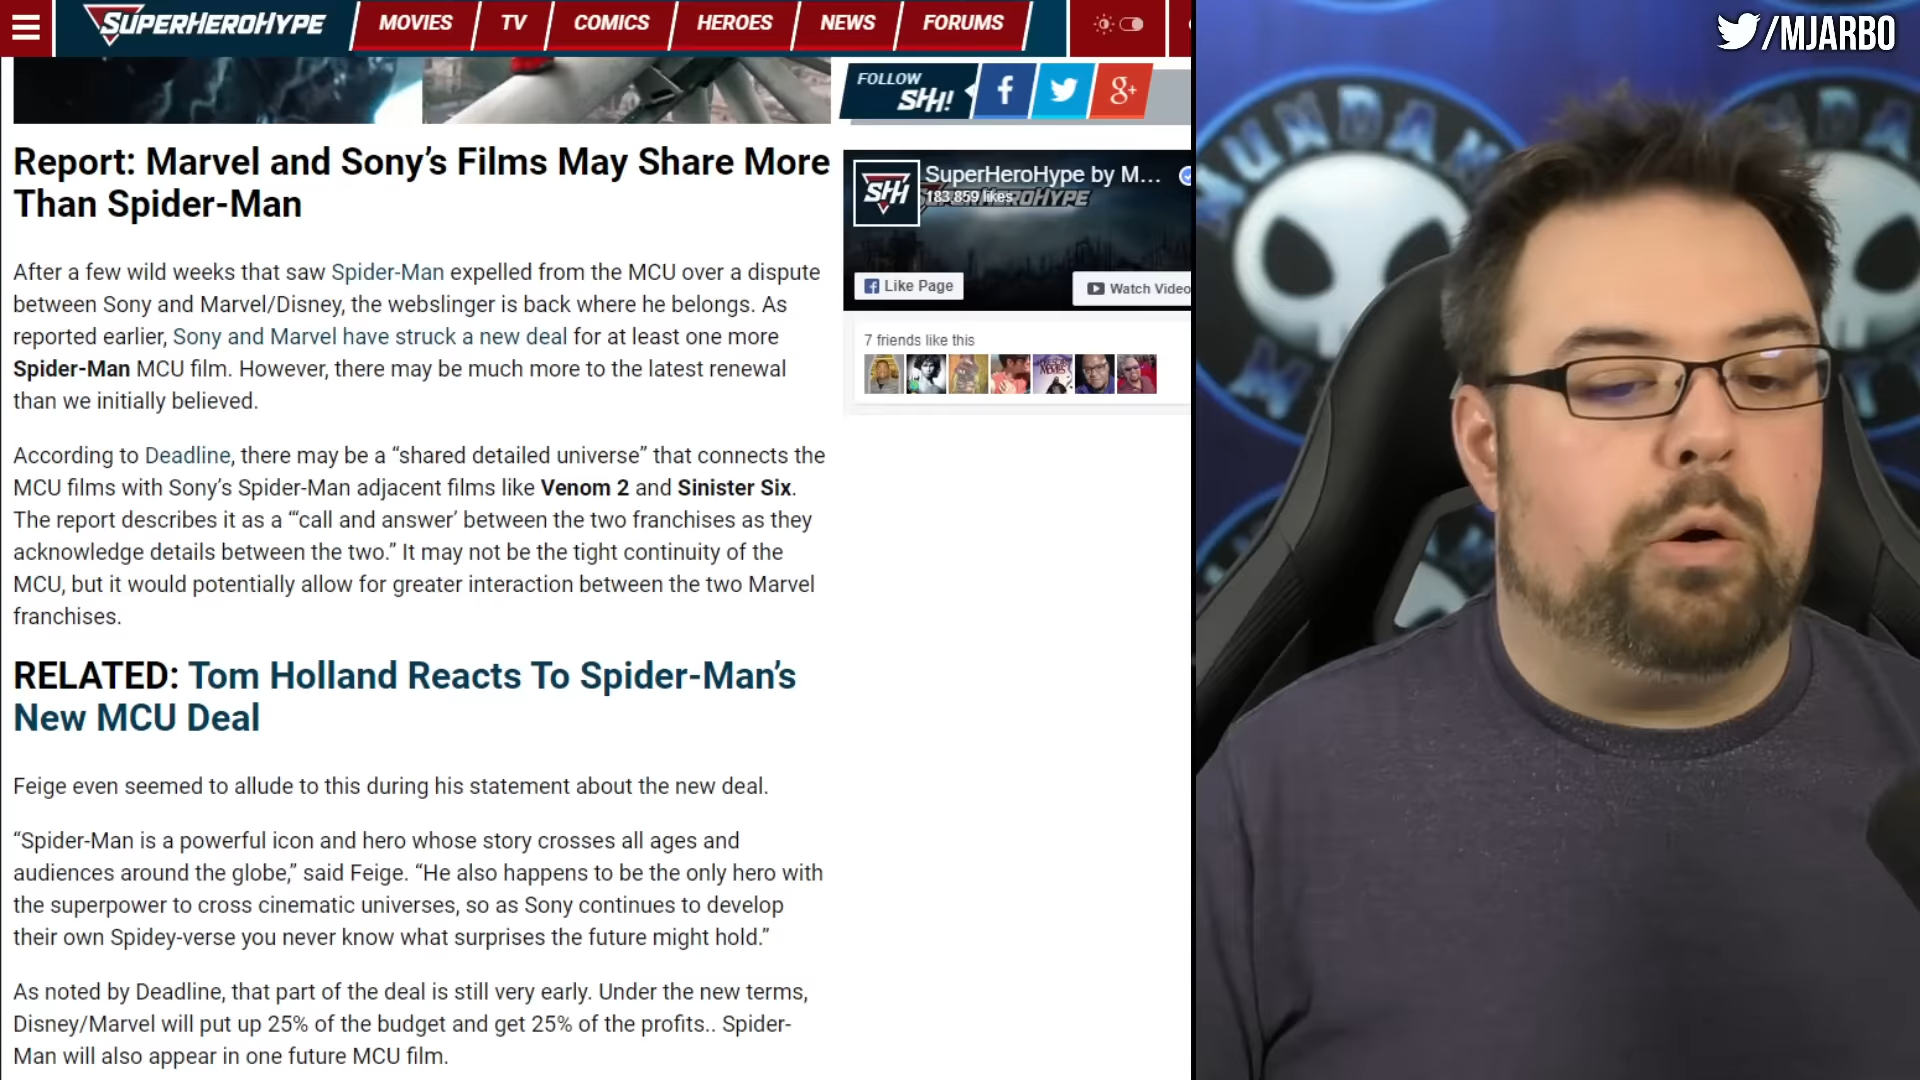 SUPERHEROHYPE
MOVIES
TV
COMICS
HEROES
NEWS
FORUMS
/MJARBO
FOLLOW
SHH!
f
g+
Report: Marvel and Sony’s Films May Share More
Than Spider-Man
After a few wild weeks that saw Spider-Man expelled from the MCU over a dispute
between Sony and Marvel/Disney, the webslinger is back where he belongs. As
reported earlier, Sony and Marvel have struck a new deal for at least one more
Spider-Man MCU film. However, there may be much more to the latest renewal
than we initially believed.
According to Deadline, there may be a “shared detailed universe” that connects the
MCU films with Sony’s Spider-Man adjacent films like Venom 2 and Sinister Six.
The report describes it as a “‘call and answer’ between the two franchises as they
acknowledge details between the two.” It may not be the tight continuity of the
MCU, but it would potentially allow for greater interaction between the two Marvel
franchises.
RELATED: Tom Holland Reacts To Spider-Man’s
New MCU Deal
Feige even seemed to allude to this during his statement about the new deal.
“Spider-Man is a powerful icon and hero whose story crosses all ages and
audiences around the globe,” said Feige. “He also happens to be the only hero with
the superpower to cross cinematic universes, so as Sony continues to develop
their own Spidey-verse you never know what surprises the future might hold.”
As noted by Deadline, that part of the deal is still very early. Under the new terms,
Disney/Marvel will put up 25% of the budget and get 25% of the profits.. Spider-
Man will also appear in one future MCU film.
SHH
SuperHeroHype by M...
183,859 likes
SUPERHEROHYPE
Like Page
Watch Video
7 friends like this